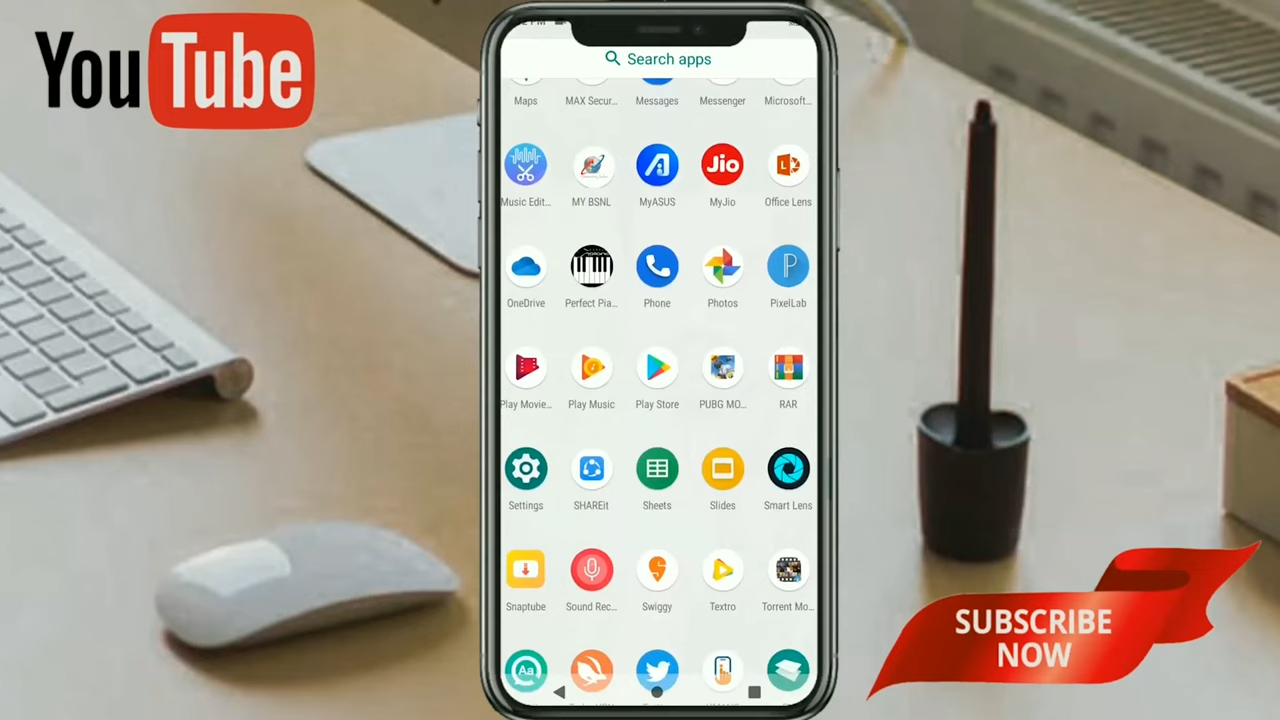 YouTube
Search apps
Maps MAX Secur... Messages Messenger Microsoft...
Music Edit... MY BSNL MyASUS MyJio Office Lens
Jio
L
OneDrive Perfect Pia... Phone Photos PixelLab
P
Play Movie... Play Music Play Store PUBG MO... RAR
Settings SHAREit Sheets Slides Smart Lens
Snaptube Sound Rec... Swiggy Textro Torrent Mo...
Aa
SUBSCRIBE
NOW